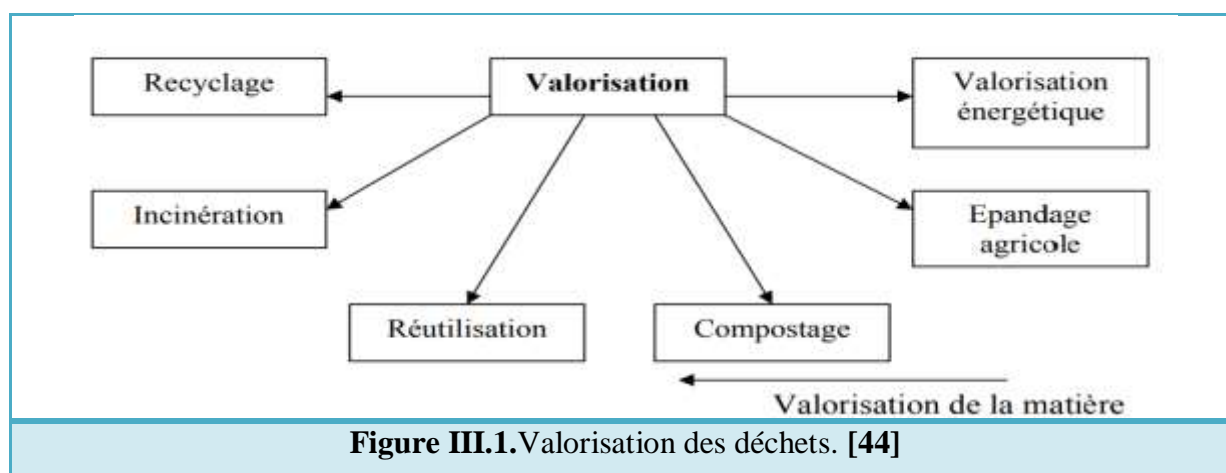 Recyclage
Valorisation
Valorisation
énergétique
Incinération
Epandage
agricole
Réutilisation
Compostage
Valorisation de la matière
Figure III.1.Valorisation des déchets. [44]